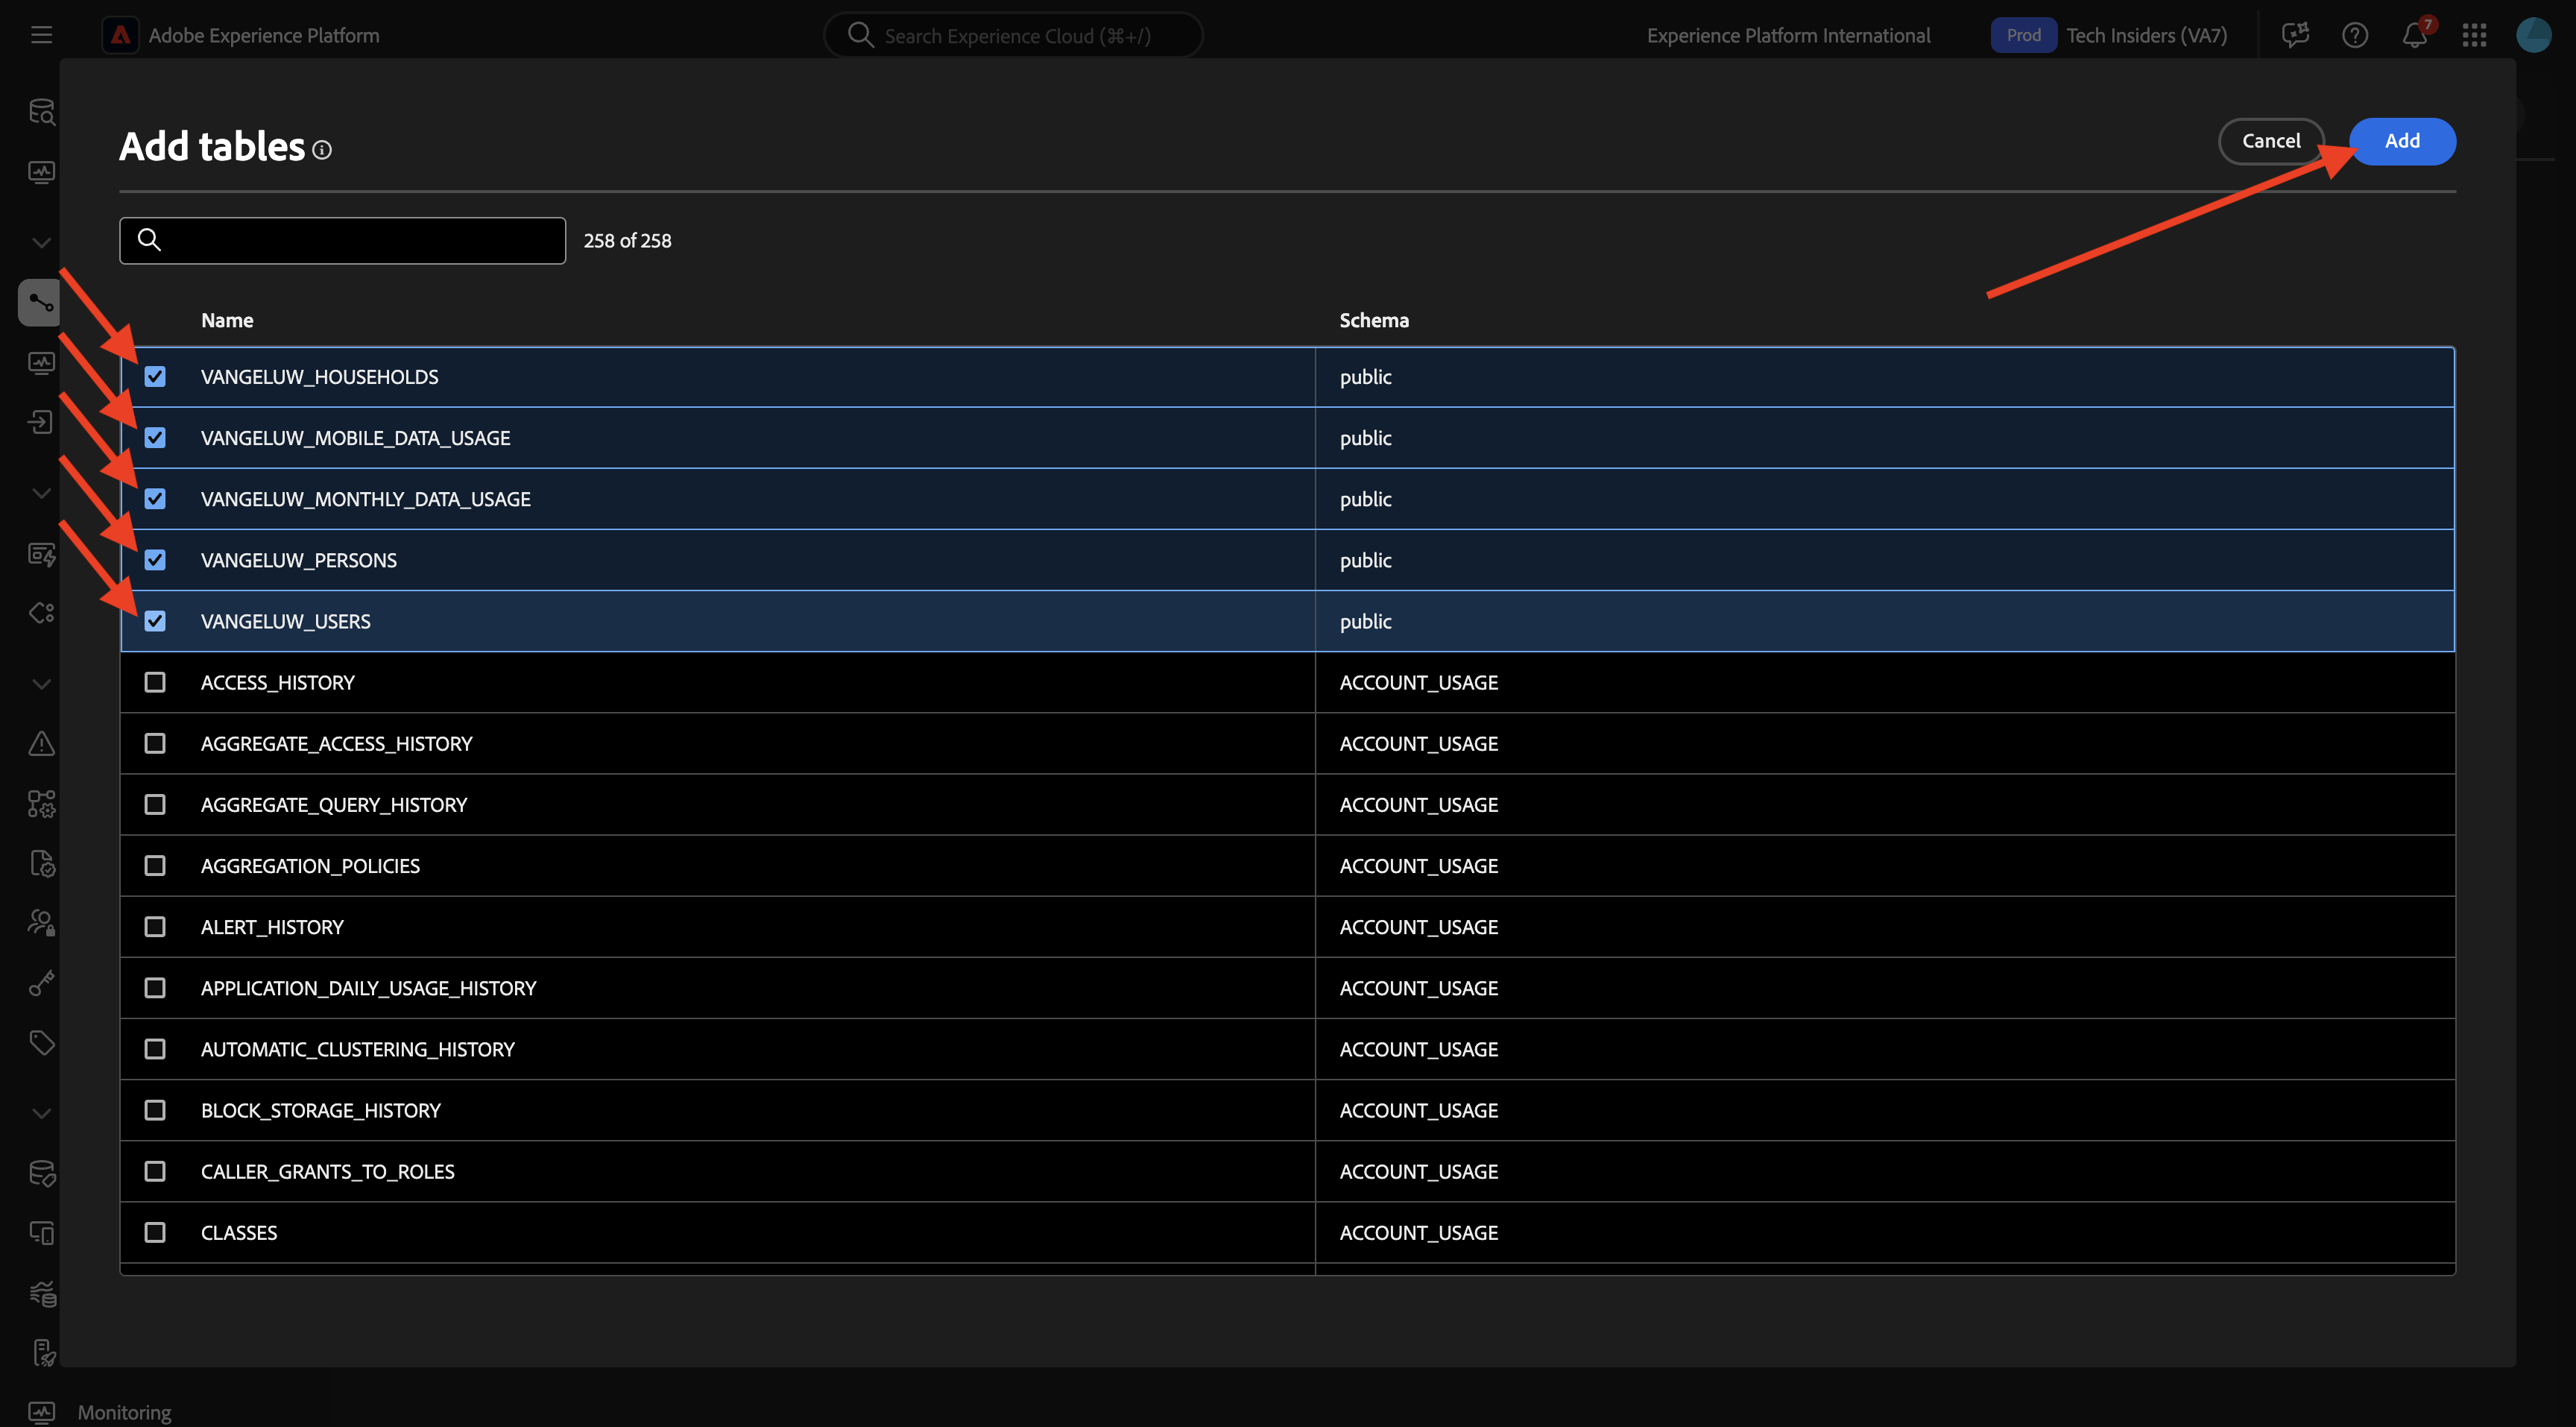 Adobe Experience Platform
Search Experience Cloud (⌘+/)
Experience Platform International
Prod
Tech Insiders (VA7)
7
Add tables
Cancel
Add
258 of 258
Name
Schema
VANGELUW_HOUSEHOLDS
public
VANGELUW_MOBILE_DATA_USAGE
public
VANGELUW_MONTHLY_DATA_USAGE
public
VANGELUW_PERSONS
public
VANGELUW_USERS
public
ACCESS_HISTORY
ACCOUNT_USAGE
AGGREGATE_ACCESS_HISTORY
ACCOUNT_USAGE
AGGREGATE_QUERY_HISTORY
ACCOUNT_USAGE
AGGREGATION_POLICIES
ACCOUNT_USAGE
ALERT_HISTORY
ACCOUNT_USAGE
APPLICATION_DAILY_USAGE_HISTORY
ACCOUNT_USAGE
AUTOMATIC_CLUSTERING_HISTORY
ACCOUNT_USAGE
BLOCK_STORAGE_HISTORY
ACCOUNT_USAGE
CALLER_GRANTS_TO_ROLES
ACCOUNT_USAGE
CLASSES
ACCOUNT_USAGE
Monitoring